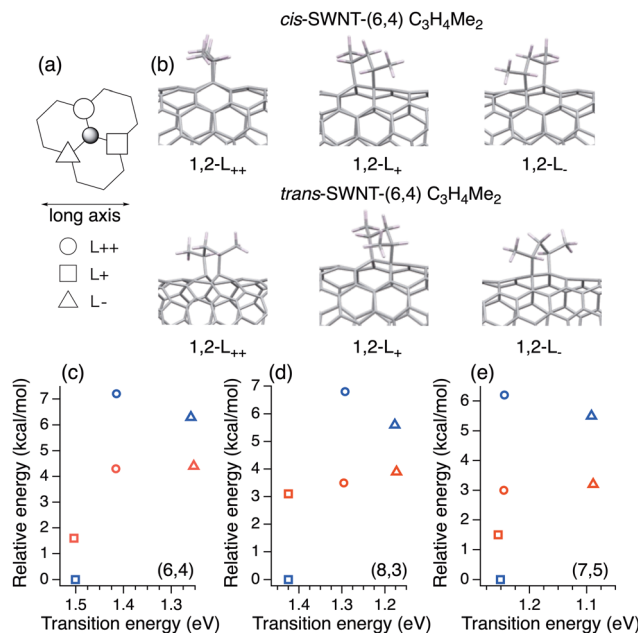 cis-SWNT-(6,4) C₃H₄Me₂
(a)
(b)
long axis
L++
L+
L-
1,2-L₊₊
1,2-L₊
1,2-L₋
trans-SWNT-(6,4) C₃H₄Me₂
1,2-L₊₊
1,2-L₊
1,2-L₋
(c)
Relative energy (kcal/mol)
7
6
5
4
3
2
1
0
(6,4)
1.5 1.4 1.3
Transition energy (eV)
(d)
Relative energy (kcal/mol)
7
6
5
4
3
2
1
0
(8,3)
1.4 1.3 1.2
Transition energy (eV)
(e)
Relative energy (kcal/mol)
6
5
4
3
2
1
0
(7,5)
1.2 1.1
Transition energy (eV)